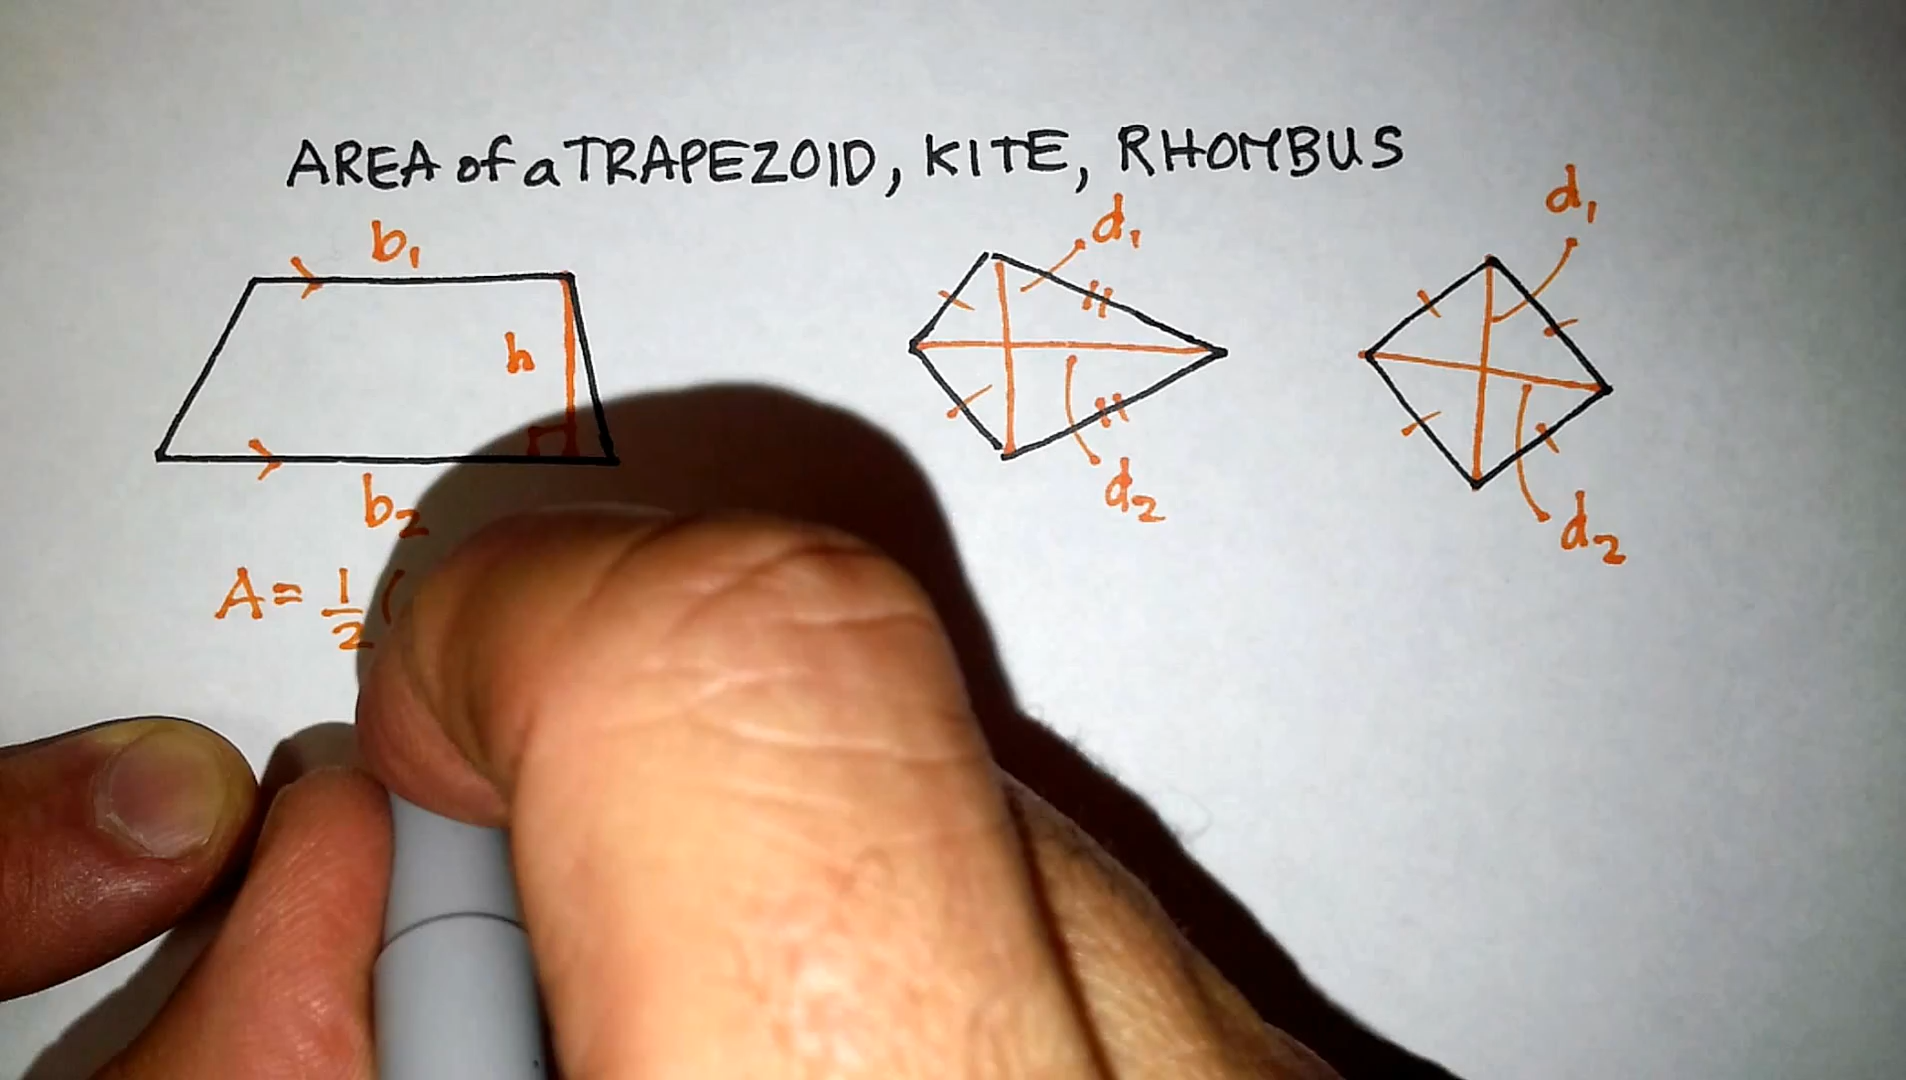 AREA of a TRAPEZOID, KITE, RHOMBUS
b₁
h
b₂
A = 1/2 (
d₁
d₂
d₁
d₂